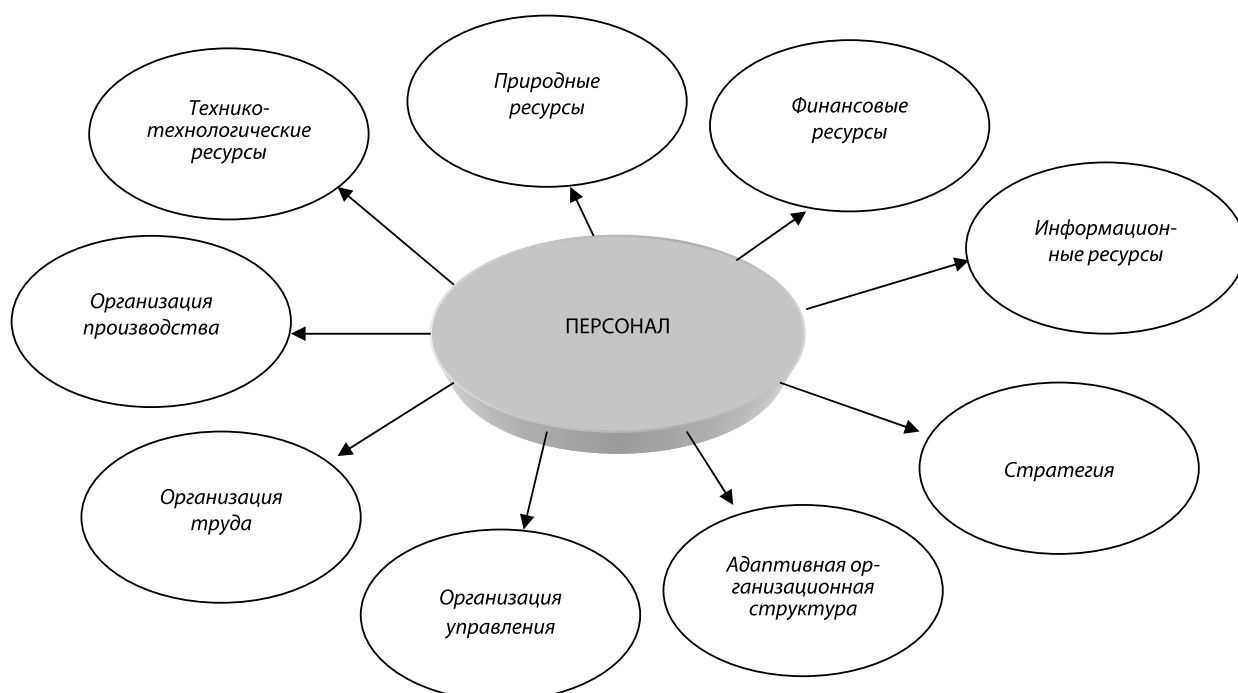 Природные
ресурсы
Технико-
технологические
ресурсы
Финансовые
ресурсы
Информацион-
ные ресурсы
Организация
производства
ПЕРСОНАЛ
Стратегия
Организация
труда
Адаптивная ор-
ганизационная
структура
Организация
управления